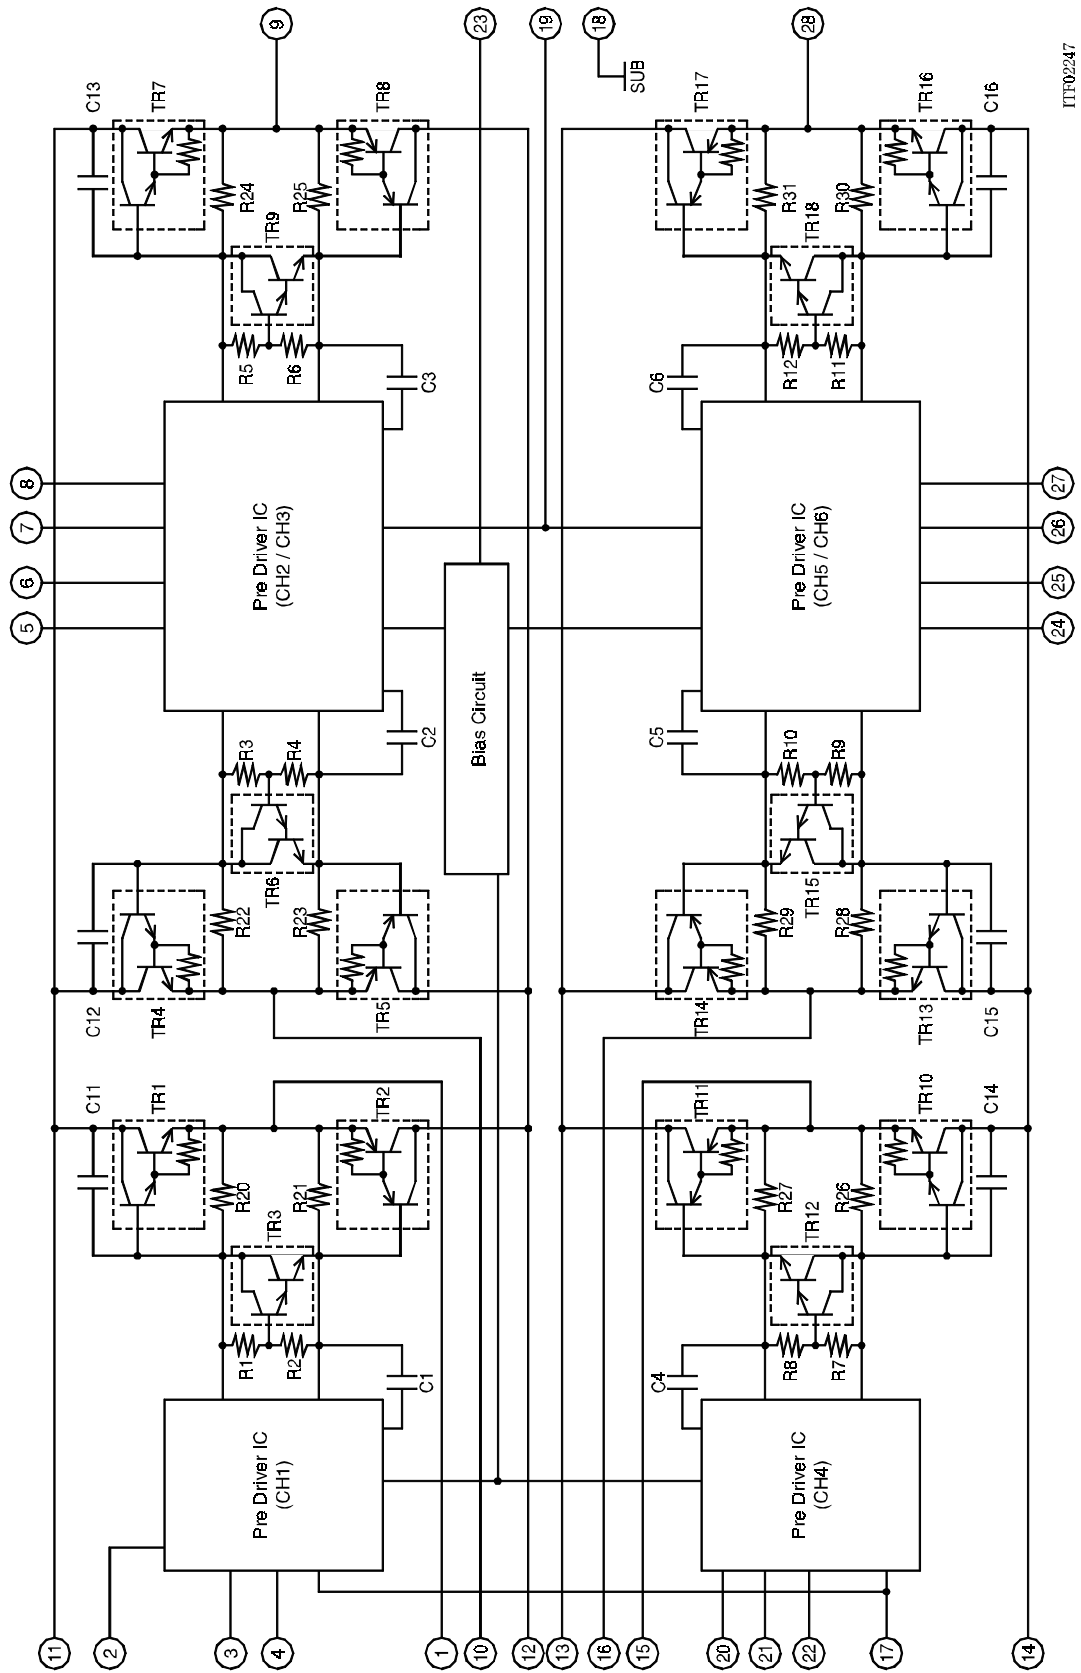 11
2
3
4
1
10
12
13
16
15
20
21
22
17
14
Pre Driver IC
(CH1)
R1
R2
C1
TR3
R20
R21
C11
TR1
TR2
C12
TR4
TR5
R22
R23
TR6
R3
R4
C2
5
6
7
8
Pre Driver IC
(CH2 / CH3)
R5
R6
C3
TR9
R24
R25
C13
TR7
TR8
9
23
19
18
SUB
28
Bias Circuit
Pre Driver IC
(CH4)
C4
R8
R7
TR12
R27
R26
TR11
TR10
C14
TR14
TR13
C15
R29
R28
TR15
C5
R10
R9
Pre Driver IC
(CH5 / CH6)
24
25
26
27
C6
R12
R11
TR18
R31
R30
TR17
TR16
C16
ITF02247